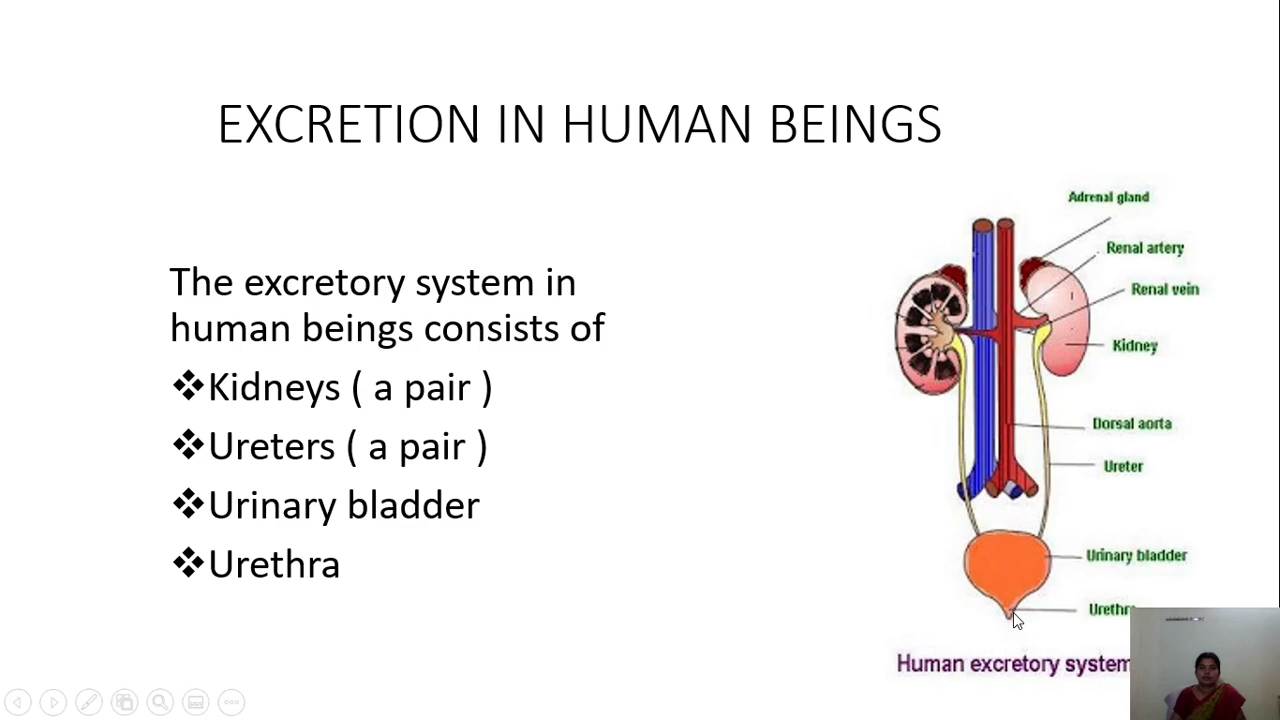 EXCRETION IN HUMAN BEINGS
The excretory system in
human beings consists of
❖Kidneys ( a pair )
❖Ureters ( a pair )
❖Urinary bladder
❖Urethra
Adrenal gland
Renal artery
Renal vein
Kidney
Dorsal aorta
Ureter
Urinary bladder
Human excretory system